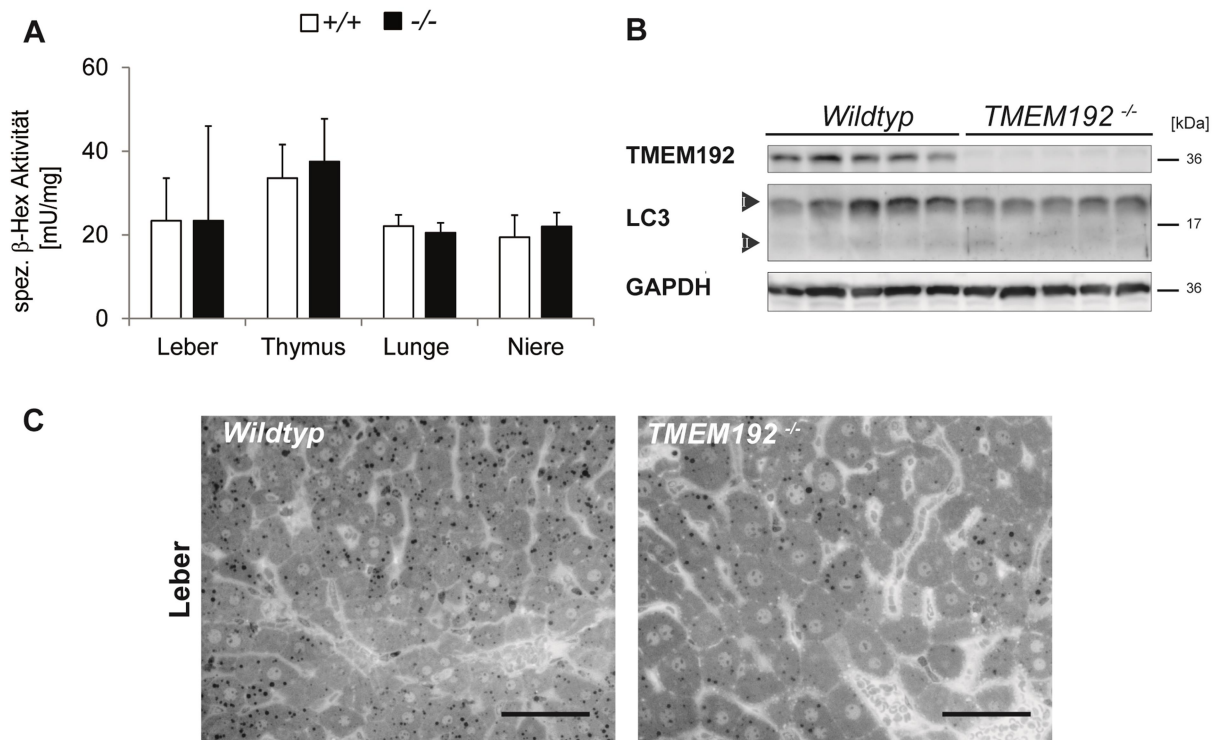 A
+/+ -/-
spez. β-Hex Aktivität
[mU/mg]
60
40
20
0
Leber Thymus Lunge Niere
B
Wildtyp TMEM192 -/- [kDa]
TMEM192 36
LC3 I 17
II
GAPDH 36
C
Wildtyp TMEM192 -/-
Leber